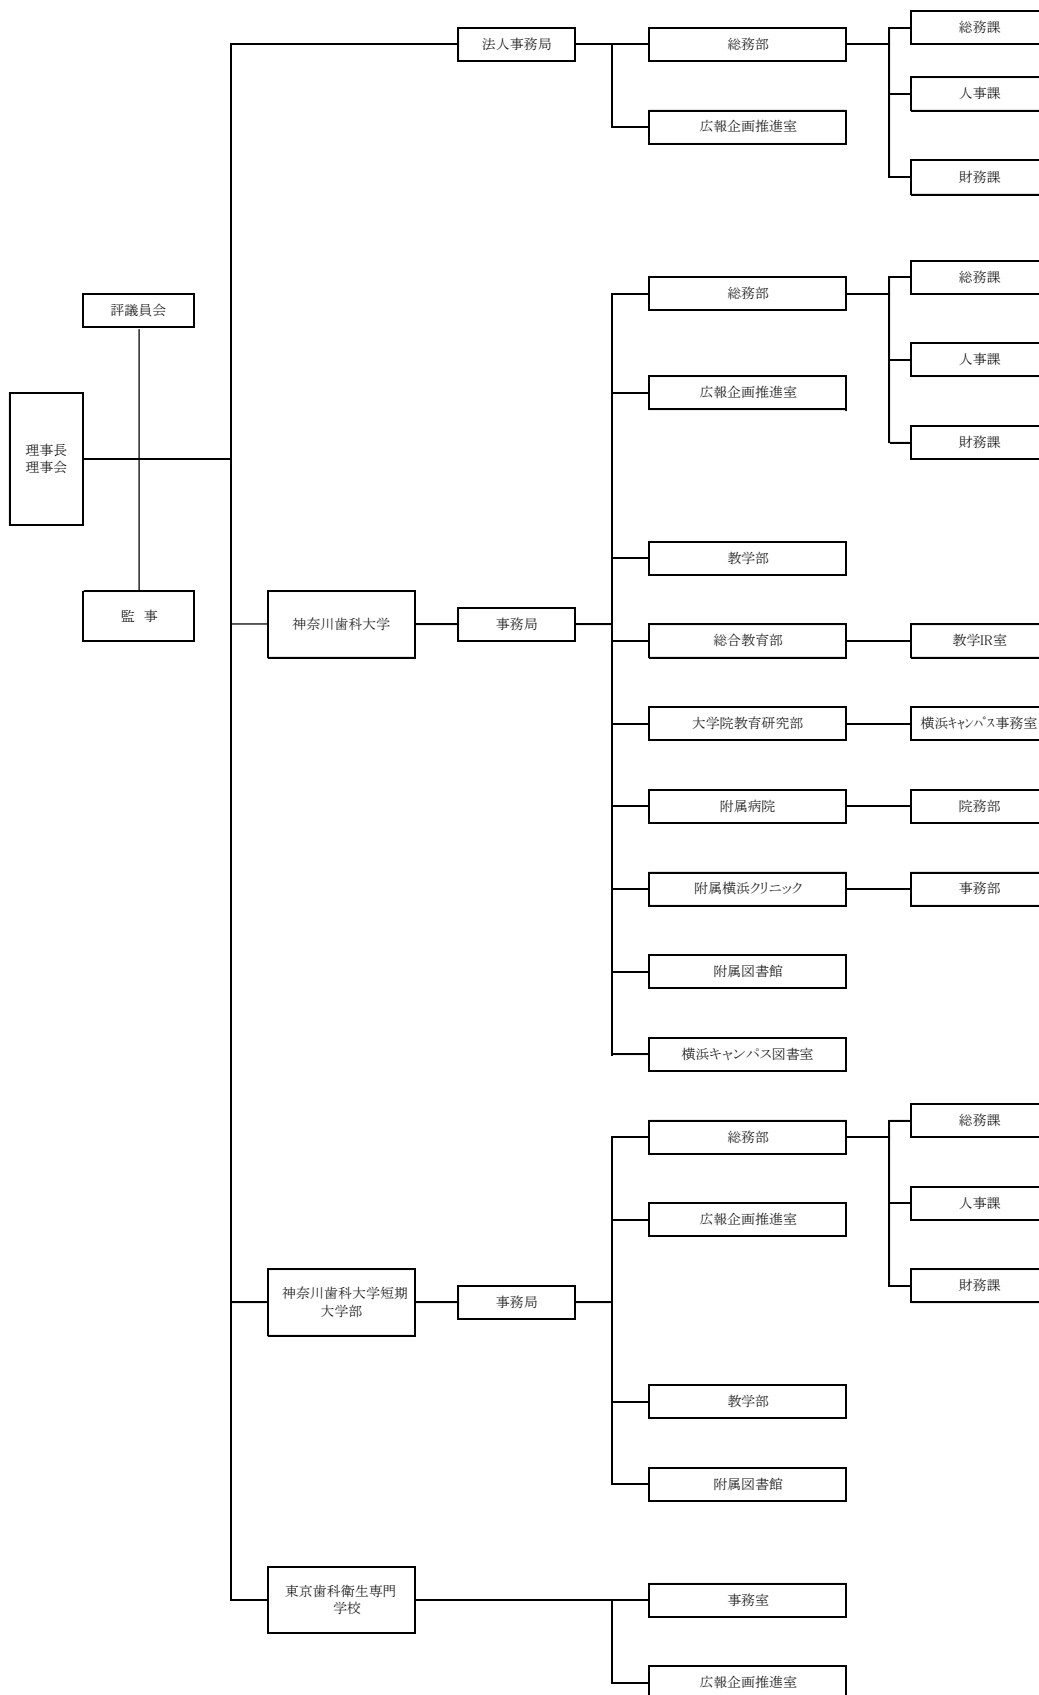 法人事務局
総務部
総務課
人事課
広報企画推進室
財務課
評議員会
理事長
理事会
監 事
神奈川歯科大学
事務局
総務部
総務課
人事課
広報企画推進室
財務課
教学部
総合教育部
教学IR室
大学院教育研究部
横浜ｷｬﾝﾊﾟｽ事務室
附属病院
院務部
附属横浜クリニック
事務部
附属図書館
横浜キャンパス図書室
神奈川歯科大学短期
大学部
事務局
総務部
総務課
人事課
広報企画推進室
財務課
教学部
附属図書館
東京歯科衛生専門
学校
事務室
広報企画推進室